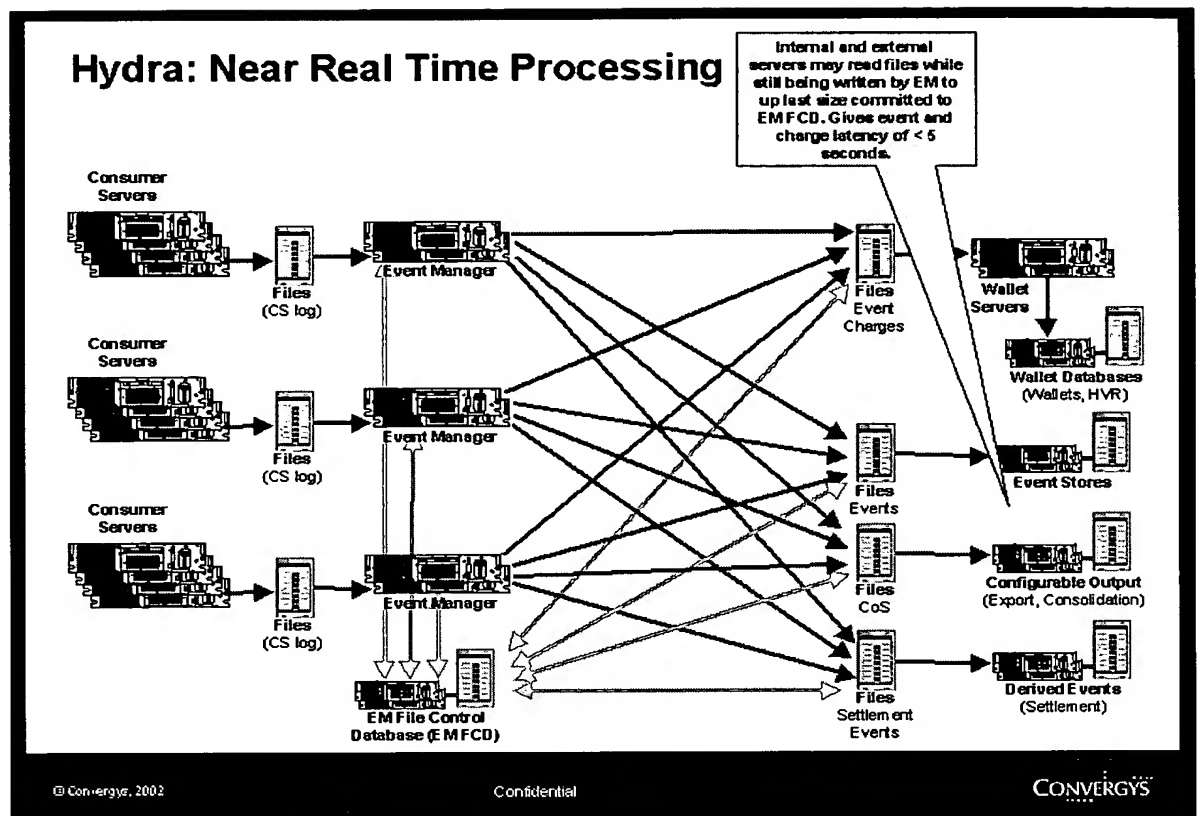 Hydra: Near Real Time Processing
Internal and external
servers may read files while
still being written by EM to
up last size committed to
EMFCD. Gives event and
charge latency of < 5
seconds.
Consumer
Servers
Files
(CS log)
Event Manager
Files
Event
Charges
Wallet
Servers
Wallet Databases
(Wallets, HVR)
Consumer
Servers
Files
(CS log)
Event Manager
Files
Events
Event Stores
Consumer
Servers
Files
(CS log)
Event Manager
Files
CoS
Configurable Output
(Export, Consolidation)
EM File Control
Database (EMFCD)
Files
Settlement
Events
Derived Events
(Settlement)
© Convergys, 2002
Confidential
CONVERGYS